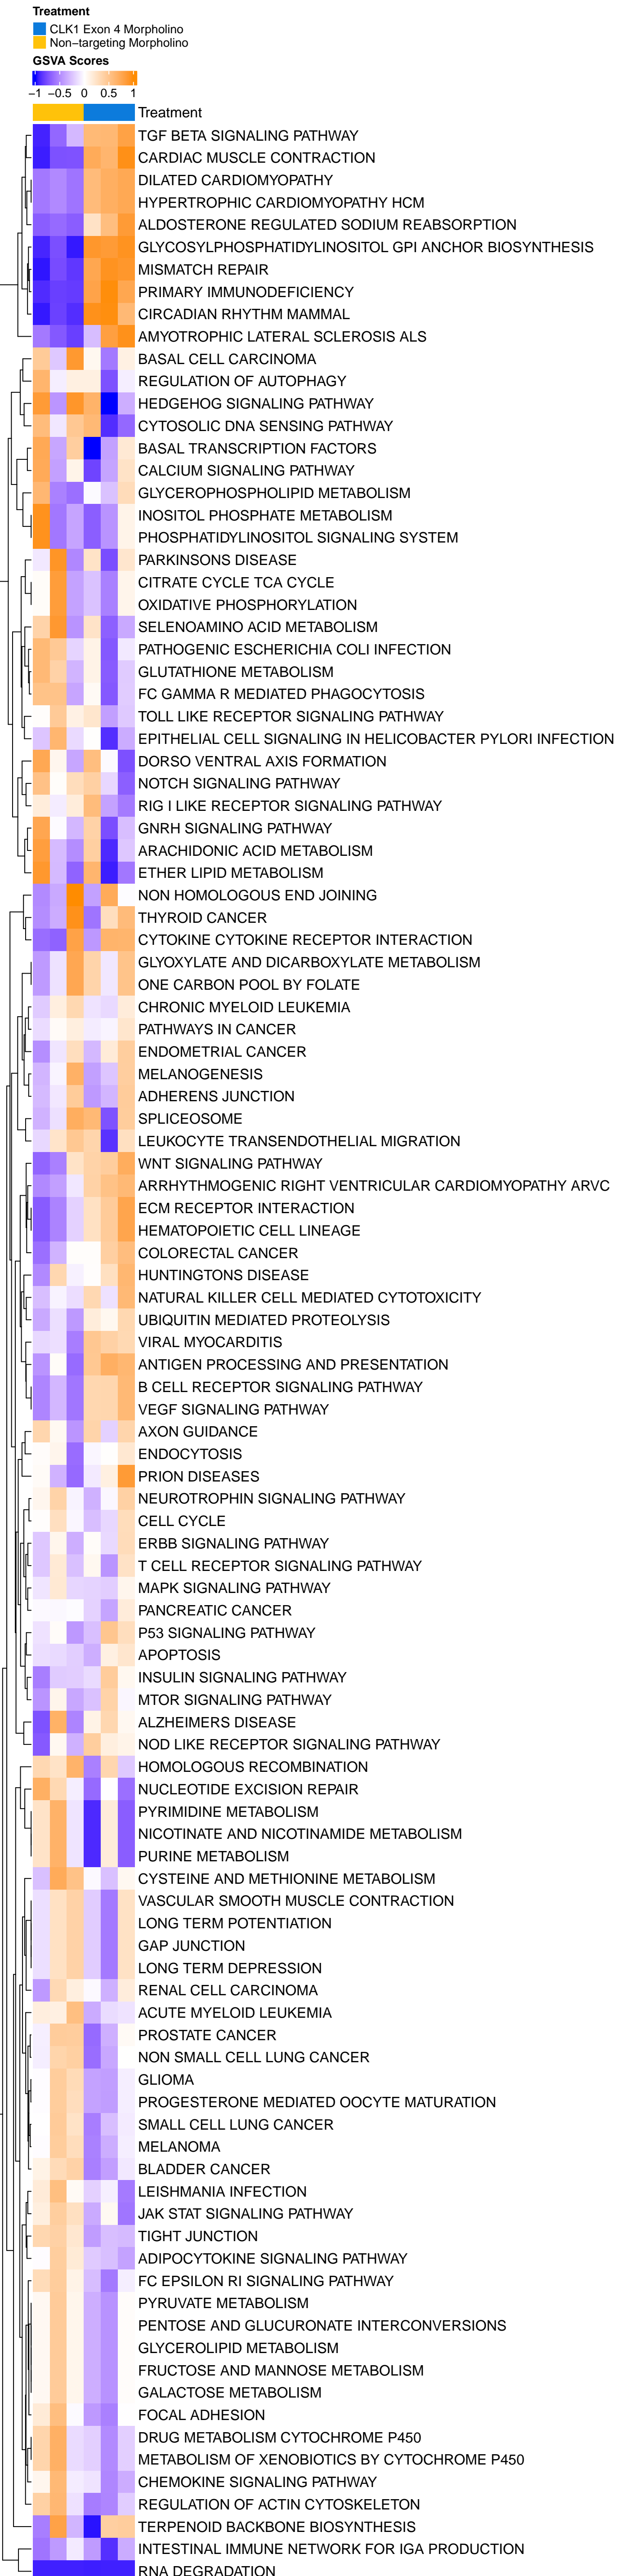 Treatment
CLK1 Exon 4 Morpholino
Non−targeting Morpholino
GSVA Scores
−1 −0.5 0 0.5 1
Treatment
TGF BETA SIGNALING PATHWAY
CARDIAC MUSCLE CONTRACTION
DILATED CARDIOMYOPATHY
HYPERTROPHIC CARDIOMYOPATHY HCM
ALDOSTERONE REGULATED SODIUM REABSORPTION
GLYCOSYLPHOSPHATIDYLINOSITOL GPI ANCHOR BIOSYNTHESIS
MISMATCH REPAIR
PRIMARY IMMUNODEFICIENCY
CIRCADIAN RHYTHM MAMMAL
AMYOTROPHIC LATERAL SCLEROSIS ALS
BASAL CELL CARCINOMA
REGULATION OF AUTOPHAGY
HEDGEHOG SIGNALING PATHWAY
CYTOSOLIC DNA SENSING PATHWAY
BASAL TRANSCRIPTION FACTORS
CALCIUM SIGNALING PATHWAY
GLYCEROPHOSPHOLIPID METABOLISM
INOSITOL PHOSPHATE METABOLISM
PHOSPHATIDYLINOSITOL SIGNALING SYSTEM
PARKINSONS DISEASE
CITRATE CYCLE TCA CYCLE
OXIDATIVE PHOSPHORYLATION
SELENOAMINO ACID METABOLISM
PATHOGENIC ESCHERICHIA COLI INFECTION
GLUTATHIONE METABOLISM
FC GAMMA R MEDIATED PHAGOCYTOSIS
TOLL LIKE RECEPTOR SIGNALING PATHWAY
EPITHELIAL CELL SIGNALING IN HELICOBACTER PYLORI INFECTION
DORSO VENTRAL AXIS FORMATION
NOTCH SIGNALING PATHWAY
RIG I LIKE RECEPTOR SIGNALING PATHWAY
GNRH SIGNALING PATHWAY
ARACHIDONIC ACID METABOLISM
ETHER LIPID METABOLISM
NON HOMOLOGOUS END JOINING
THYROID CANCER
CYTOKINE CYTOKINE RECEPTOR INTERACTION
GLYOXYLATE AND DICARBOXYLATE METABOLISM
ONE CARBON POOL BY FOLATE
CHRONIC MYELOID LEUKEMIA
PATHWAYS IN CANCER
ENDOMETRIAL CANCER
MELANOGENESIS
ADHERENS JUNCTION
SPLICEOSOME
LEUKOCYTE TRANSENDOTHELIAL MIGRATION
WNT SIGNALING PATHWAY
ARRHYTHMOGENIC RIGHT VENTRICULAR CARDIOMYOPATHY ARVC
ECM RECEPTOR INTERACTION
HEMATOPOIETIC CELL LINEAGE
COLORECTAL CANCER
HUNTINGTONS DISEASE
NATURAL KILLER CELL MEDIATED CYTOTOXICITY
UBIQUITIN MEDIATED PROTEOLYSIS
VIRAL MYOCARDITIS
ANTIGEN PROCESSING AND PRESENTATION
B CELL RECEPTOR SIGNALING PATHWAY
VEGF SIGNALING PATHWAY
AXON GUIDANCE
ENDOCYTOSIS
PRION DISEASES
NEUROTROPHIN SIGNALING PATHWAY
CELL CYCLE
ERBB SIGNALING PATHWAY
T CELL RECEPTOR SIGNALING PATHWAY
MAPK SIGNALING PATHWAY
PANCREATIC CANCER
P53 SIGNALING PATHWAY
APOPTOSIS
INSULIN SIGNALING PATHWAY
MTOR SIGNALING PATHWAY
ALZHEIMERS DISEASE
NOD LIKE RECEPTOR SIGNALING PATHWAY
HOMOLOGOUS RECOMBINATION
NUCLEOTIDE EXCISION REPAIR
PYRIMIDINE METABOLISM
NICOTINATE AND NICOTINAMIDE METABOLISM
PURINE METABOLISM
CYSTEINE AND METHIONINE METABOLISM
VASCULAR SMOOTH MUSCLE CONTRACTION
LONG TERM POTENTIATION
GAP JUNCTION
LONG TERM DEPRESSION
RENAL CELL CARCINOMA
ACUTE MYELOID LEUKEMIA
PROSTATE CANCER
NON SMALL CELL LUNG CANCER
GLIOMA
PROGESTERONE MEDIATED OOCYTE MATURATION
SMALL CELL LUNG CANCER
MELANOMA
BLADDER CANCER
LEISHMANIA INFECTION
JAK STAT SIGNALING PATHWAY
TIGHT JUNCTION
ADIPOCYTOKINE SIGNALING PATHWAY
FC EPSILON RI SIGNALING PATHWAY
PYRUVATE METABOLISM
PENTOSE AND GLUCURONATE INTERCONVERSIONS
GLYCEROLIPID METABOLISM
FRUCTOSE AND MANNOSE METABOLISM
GALACTOSE METABOLISM
FOCAL ADHESION
DRUG METABOLISM CYTOCHROME P450
METABOLISM OF XENOBIOTICS BY CYTOCHROME P450
CHEMOKINE SIGNALING PATHWAY
REGULATION OF ACTIN CYTOSKELETON
TERPENOID BACKBONE BIOSYNTHESIS
INTESTINAL IMMUNE NETWORK FOR IGA PRODUCTION
RNA DEGRADATION